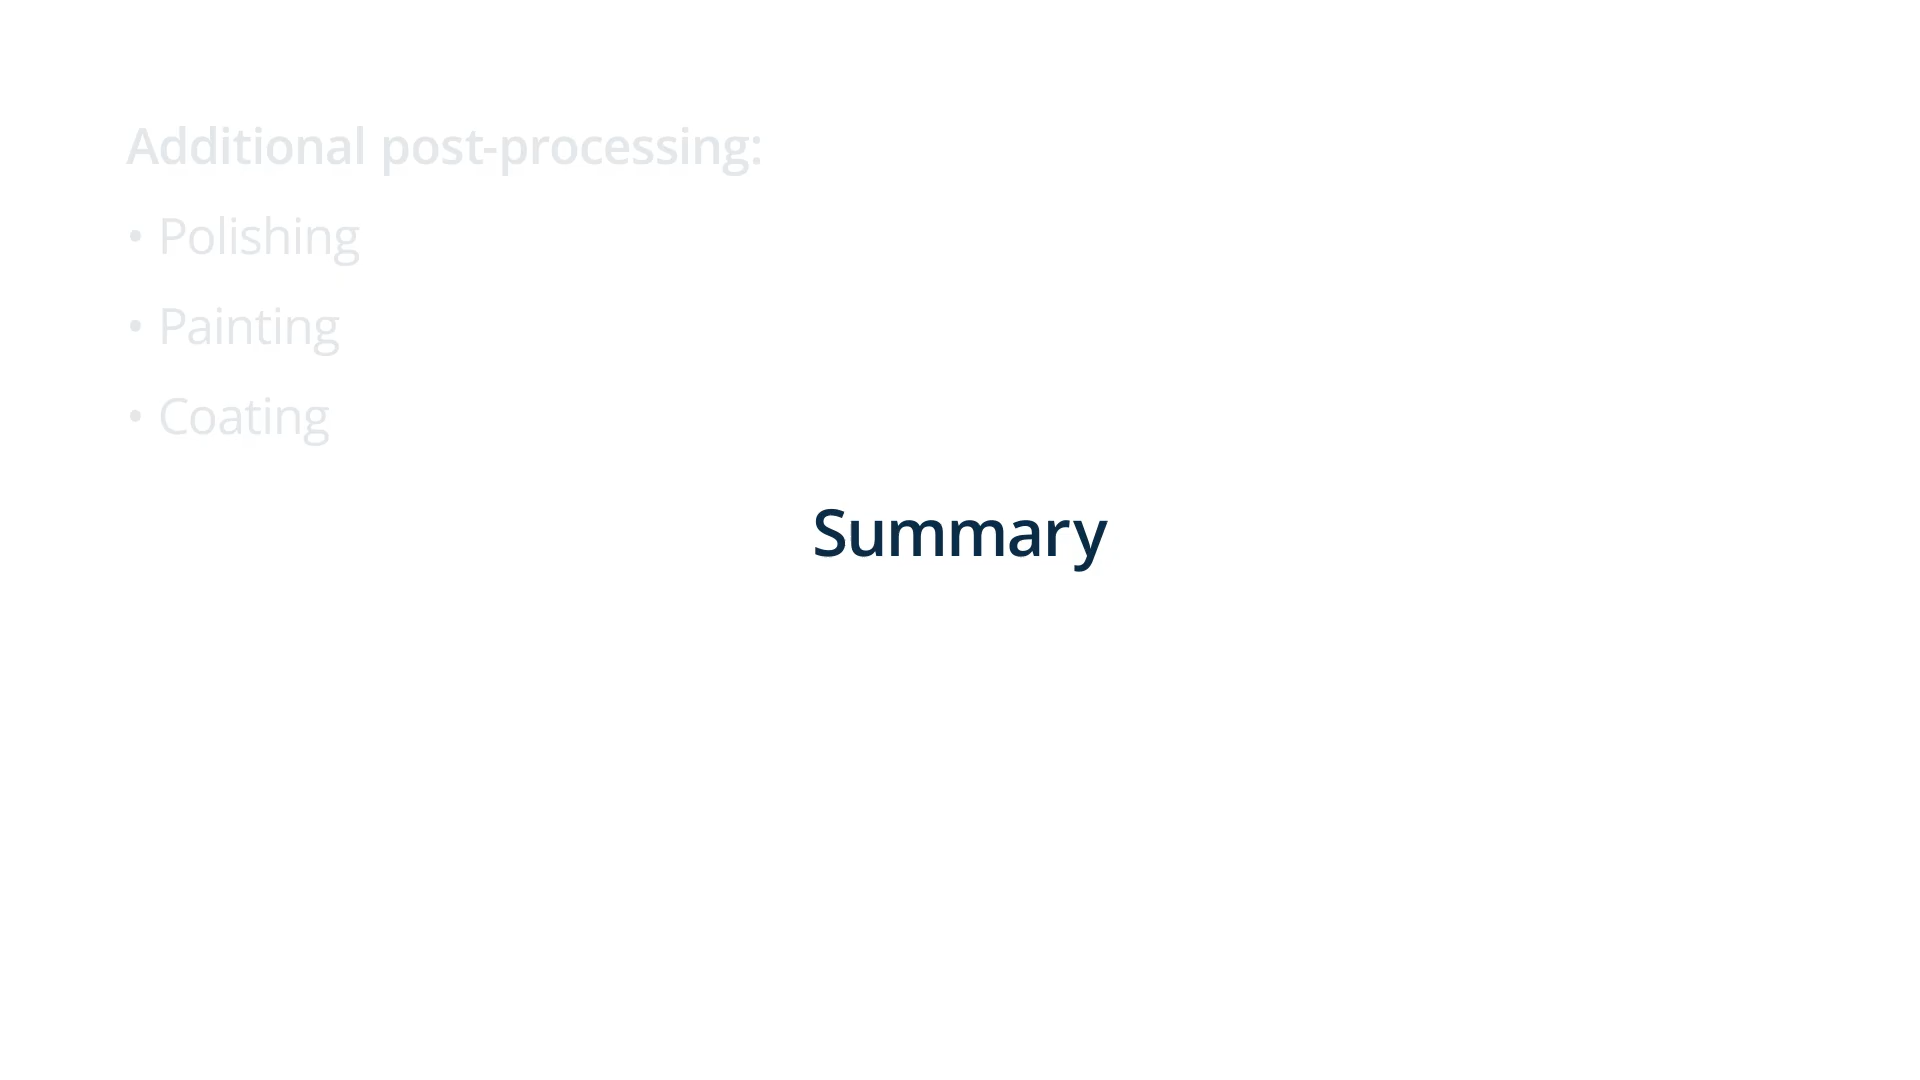 Additional post-processing:
• Polishing
• Painting
• Coating
Summary